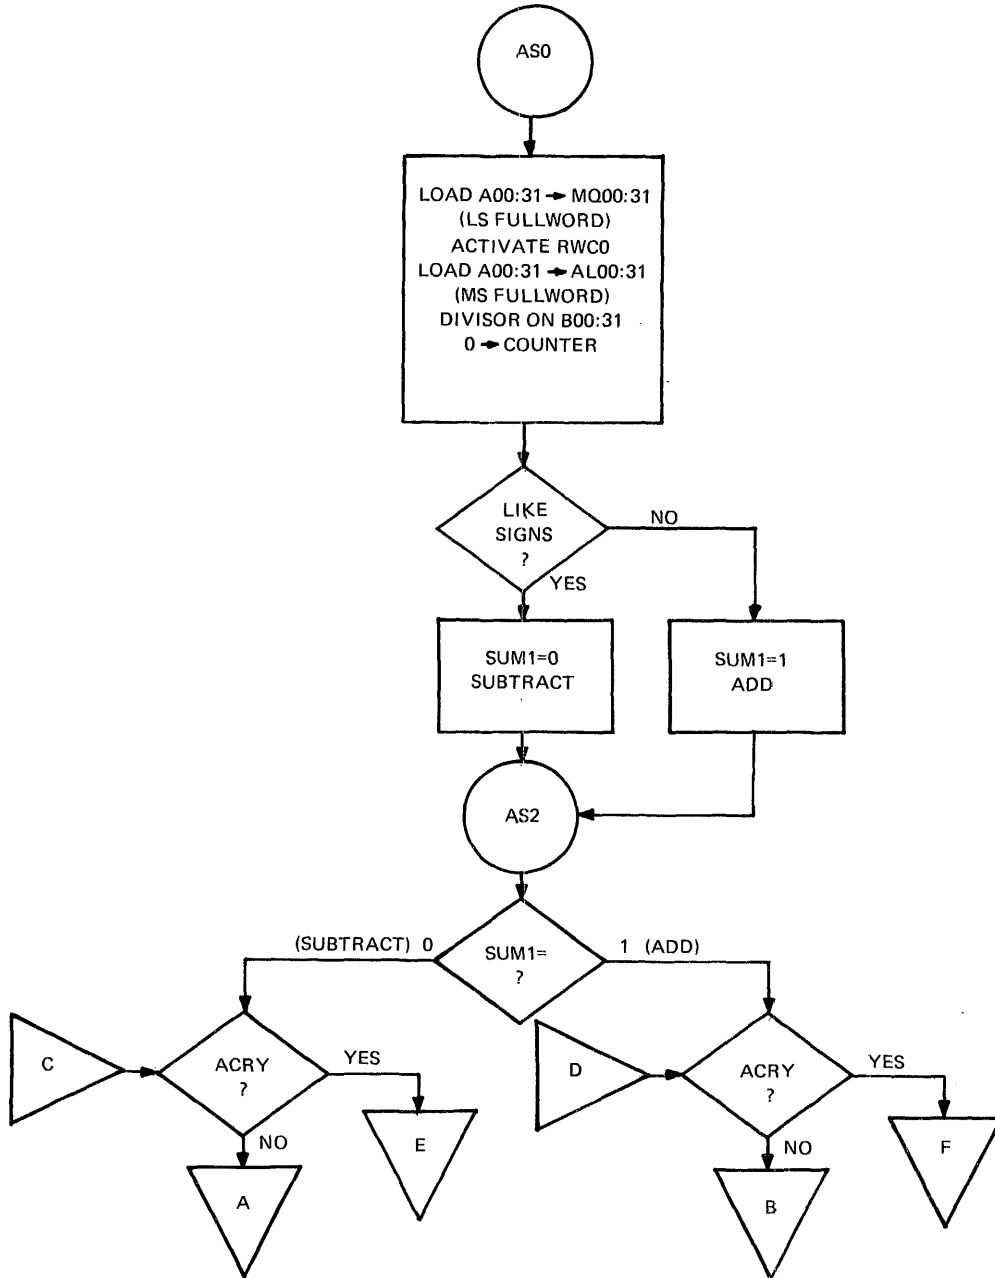 AS0
LOAD A00:31 → MQ00:31
(LS FULLWORD)
ACTIVATE RWC0
LOAD A00:31 → AL00:31
(MS FULLWORD)
DIVISOR ON B00:31
0 → COUNTER
LIKE
SIGNS
?
NO
YES
SUM1=0
SUBTRACT
SUM1=1
ADD
AS2
(SUBTRACT) 0
SUM1=
?
1 (ADD)
C
ACRY
?
YES
NO
E
A
D
ACRY
?
YES
NO
F
B